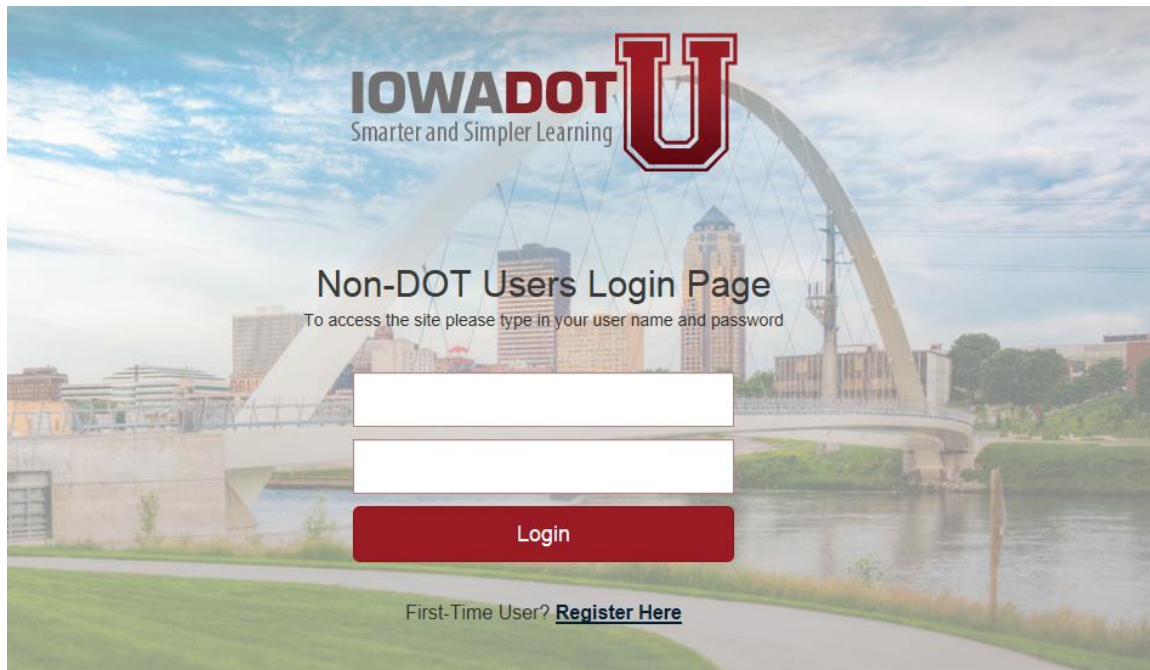 IOWADOT U
Smarter and Simpler Learning
Non-DOT Users Login Page
To access the site please type in your user name and password
Login
First-Time User? Register Here